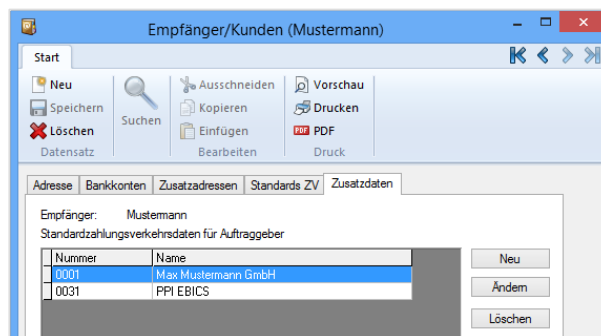 Empfänger/Kunden (Mustermann)
Start
Neu
Speichern
Löschen
Datensatz
Suchen
Ausschneiden
Kopieren
Einfügen
Bearbeiten
Vorschau
Drucken
PDF PDF
Druck
Adresse Bankkonten Zusatzadressen Standards ZV Zusatzdaten
Empfänger: Mustermann
Standardzahlungsverkehrsdaten für Auftraggeber
Nummer Name
0001 Max Mustermann GmbH
0031 PPI EBICS
Neu
Ändern
Löschen